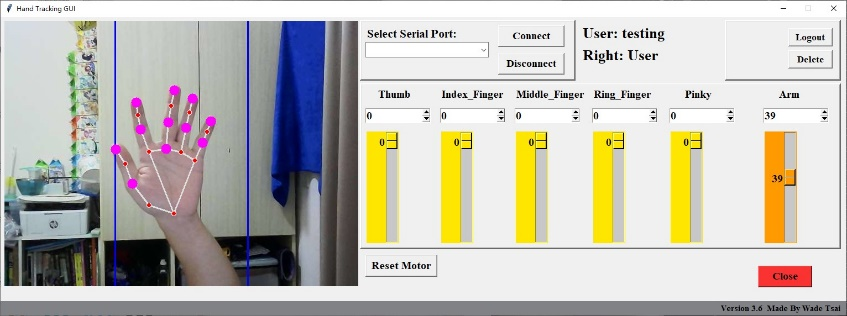 Hand Tracking GUI
Select Serial Port:
Connect
Disconnect
User: testing
Right: User
Logout
Delete
Thumb Index_Finger Middle_Finger Ring_Finger Pinky Arm
0 0 0 0 0 39
0 0 0 0 0
39
Reset Motor
Close
Version 3.6 Made By Wade Tsai